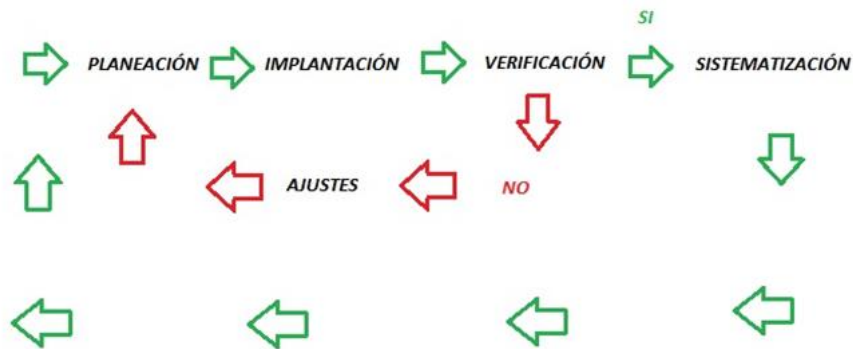 SI
PLANEACIÓN IMPLANTACIÓN VERIFICACIÓN SISTEMATIZACIÓN
AJUSTES NO